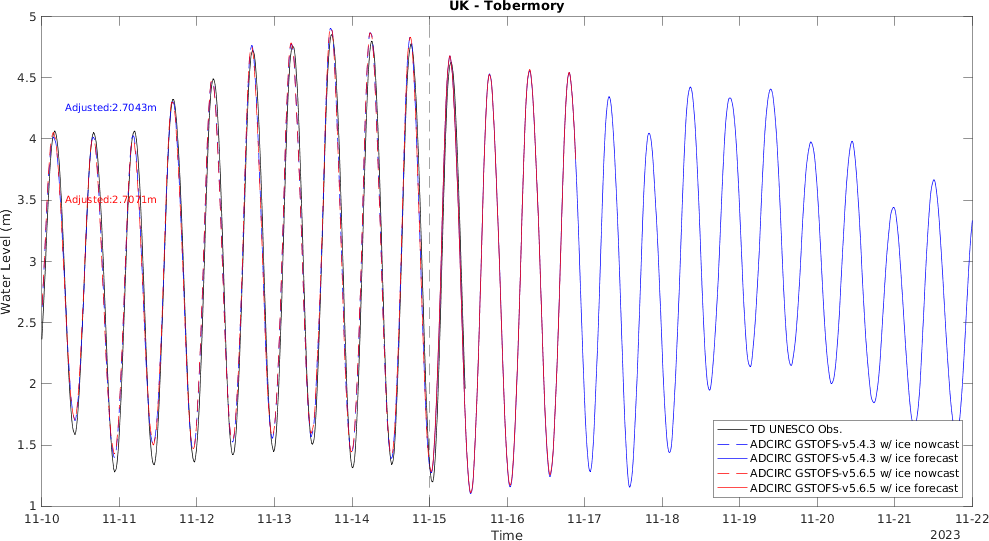 UK - Tobermory
5
4.5
4
3.5
3
2.5
2
1.5
1
Water Level (m)
Adjusted:2.7043m
Adjusted:2.7071m
TD UNESCO Obs.
ADCIRC GSTOFS-v5.4.3 w/ ice nowcast
ADCIRC GSTOFS-v5.4.3 w/ ice forecast
ADCIRC GSTOFS-v5.6.5 w/ ice nowcast
ADCIRC GSTOFS-v5.6.5 w/ ice forecast
11-10 11-11 11-12 11-13 11-14 11-15 11-16 11-17 11-18 11-19 11-20 11-21 11-22
Time
2023